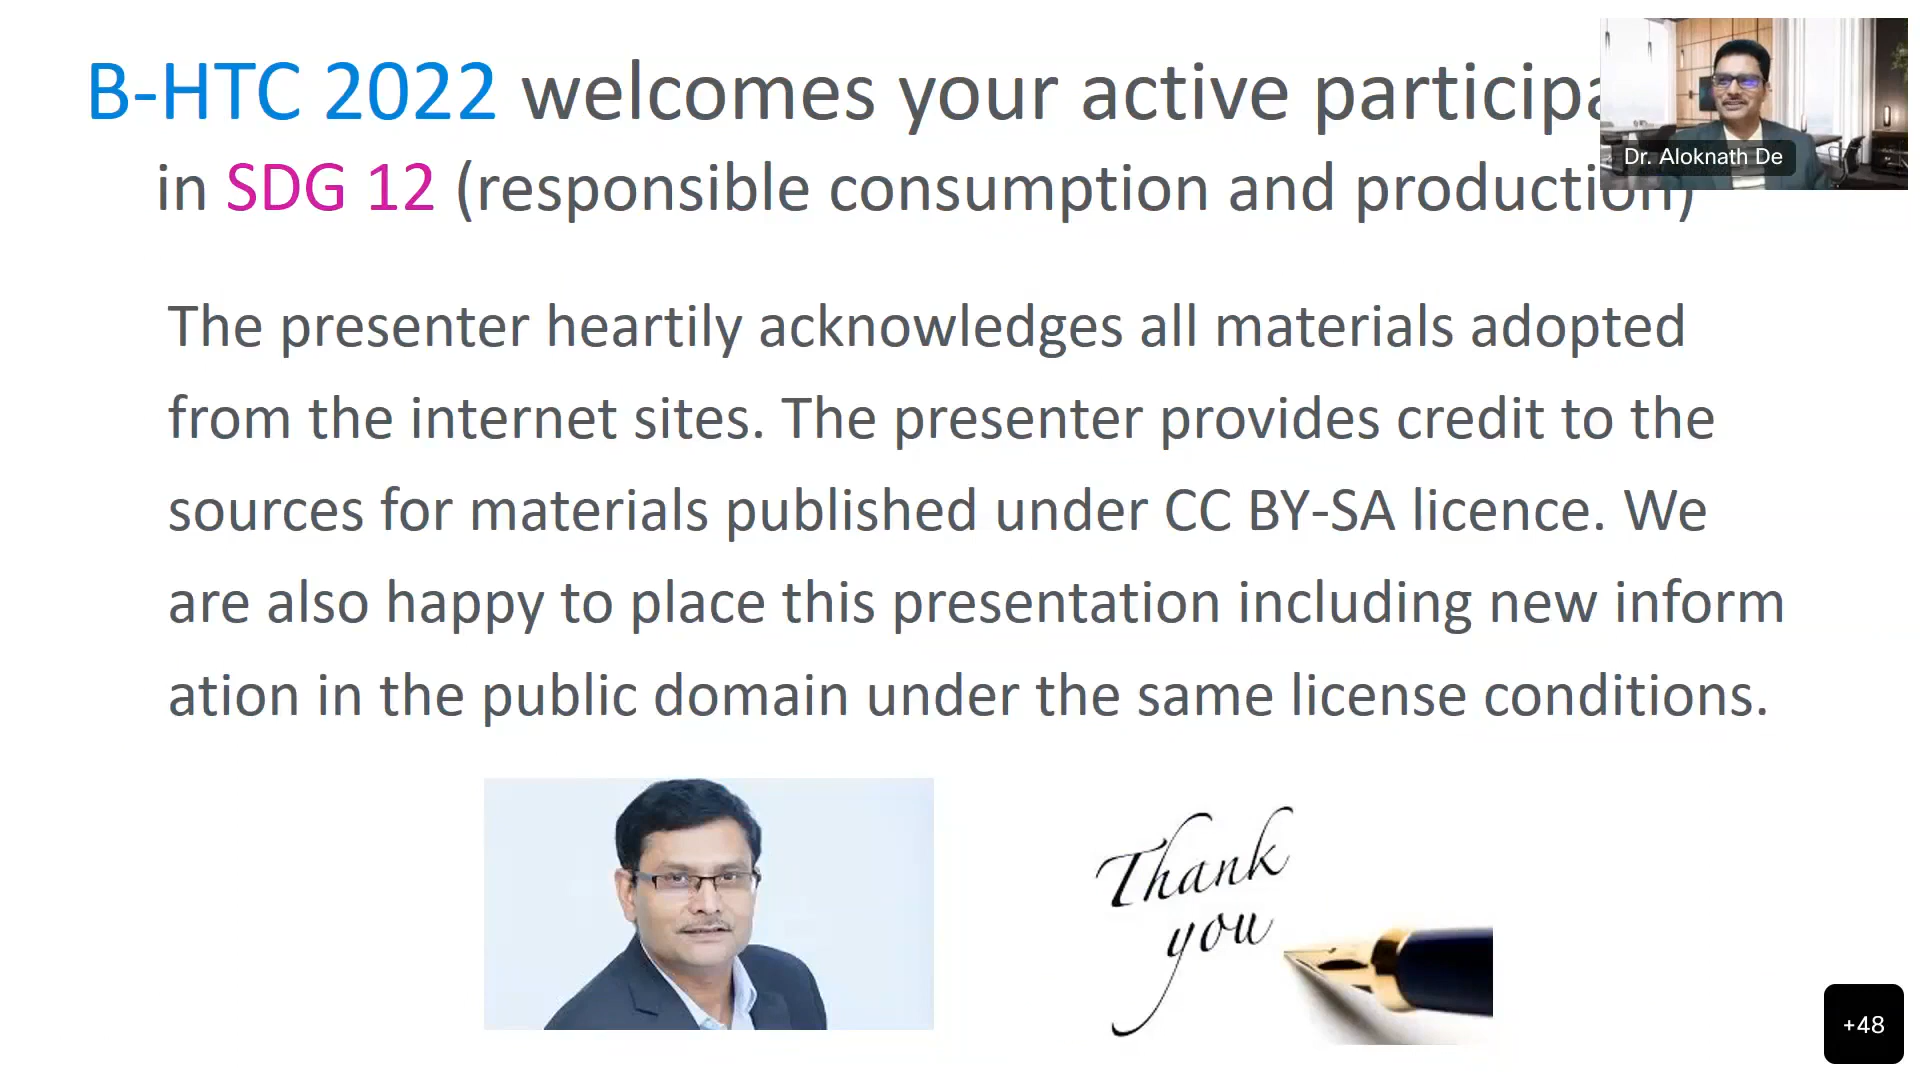 B-HTC 2022 welcomes your active participa
in SDG 12 (responsible consumption and production)
Dr. Aloknath De
The presenter heartily acknowledges all materials adopted
from the internet sites. The presenter provides credit to the
sources for materials published under CC BY-SA licence. We
are also happy to place this presentation including new inform
ation in the public domain under the same license conditions.
Thank
you
+48